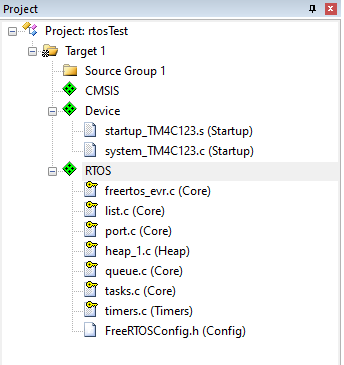 Project
Project: rtosTest
Target 1
Source Group 1
CMSIS
Device
startup_TM4C123.s (Startup)
system_TM4C123.c (Startup)
RTOS
freertos_evr.c (Core)
list.c (Core)
port.c (Core)
heap_1.c (Heap)
queue.c (Core)
tasks.c (Core)
timers.c (Timers)
FreeRTOSConfig.h (Config)